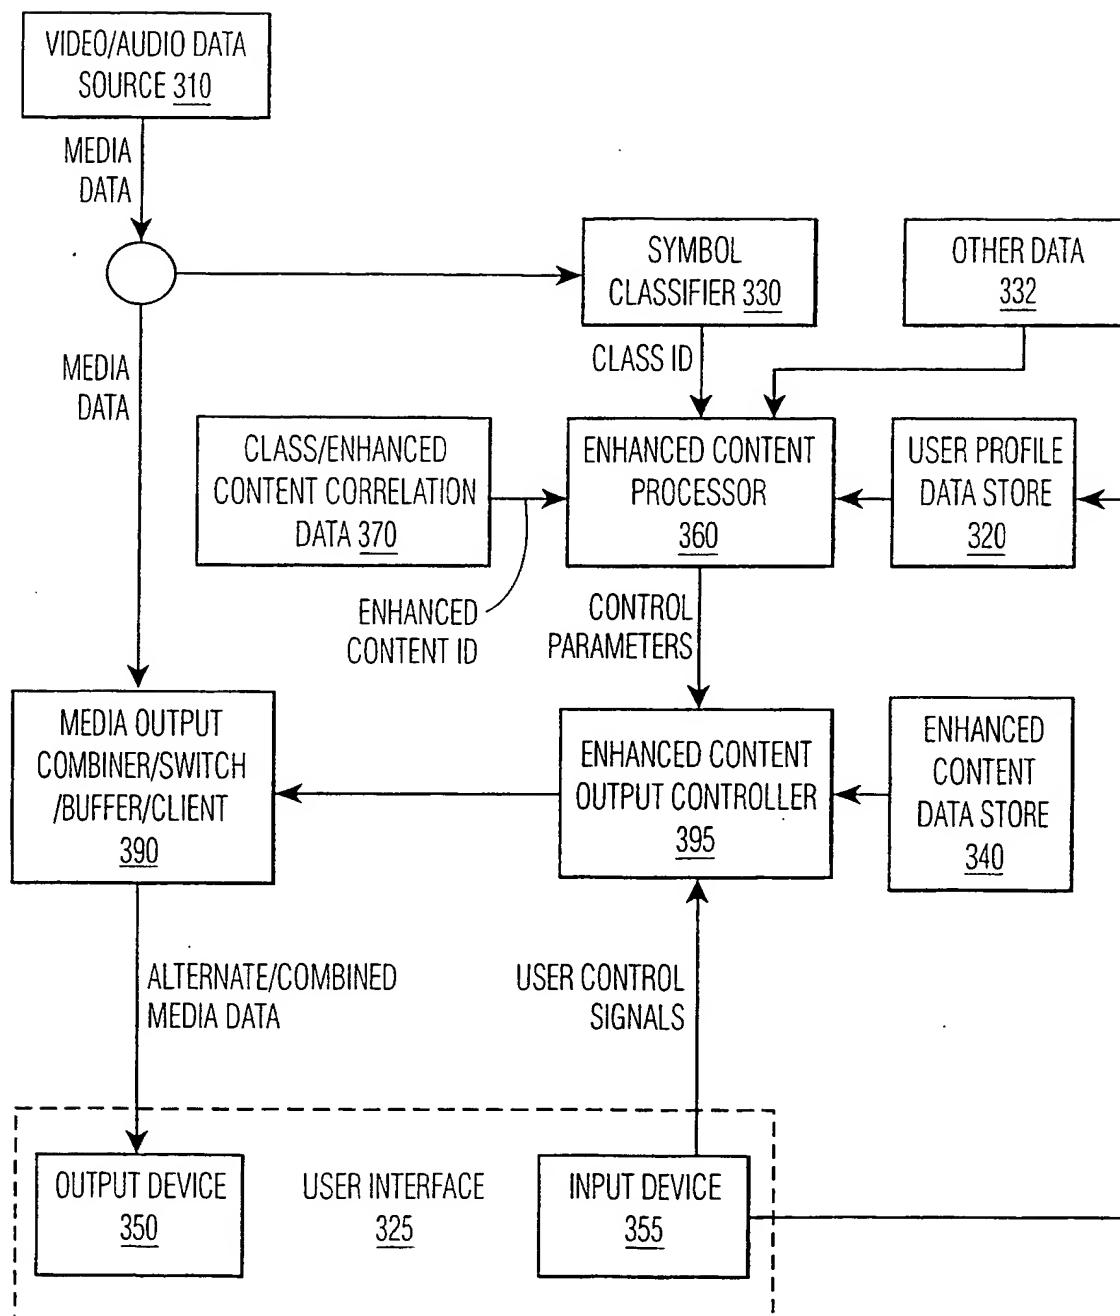 VIDEO/AUDIO DATA
SOURCE 310
MEDIA
DATA
SYMBOL
CLASSIFIER 330
OTHER DATA
332
MEDIA
DATA
CLASS ID
CLASS/ENHANCED
CONTENT CORRELATION
DATA 370
ENHANCED CONTENT
PROCESSOR
360
USER PROFILE
DATA STORE
320
ENHANCED
CONTENT ID
CONTROL
PARAMETERS
MEDIA OUTPUT
COMBINER/SWITCH
/BUFFER/CLIENT
390
ENHANCED CONTENT
OUTPUT CONTROLLER
395
ENHANCED
CONTENT
DATA STORE
340
ALTERNATE/COMBINED
MEDIA DATA
USER CONTROL
SIGNALS
OUTPUT DEVICE
350
USER INTERFACE
325
INPUT DEVICE
355